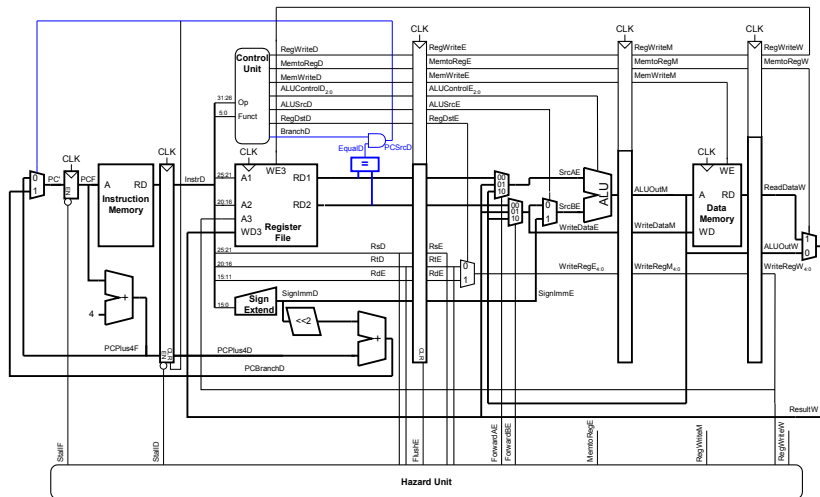 CLK
CLK
CLK
RegWriteD
RegWriteE
RegWriteM
RegWriteW
Control
Unit
MemtoRegD
MemtoRegE
MemtoRegM
MemtoRegW
MemWriteD
MemWriteE
MemWriteM
ALUControlD2:0
ALUControlE2:0
31:26
Op
ALUSrcD
ALUSrcE
5:0
Funct
RegDstD
RegDstE
BranchD
EqualD
PCSrcD
CLK
CLK
CLK
CLK
WE3
=
WE
0
1
PC'
PCF
EN
A
RD
Instruction
Memory
InstrD
25:21
A1
RD1
00
01
10
SrcAE
ALU
ALUOutM
A
RD
Data
Memory
ReadDataW
20:16
A2
RD2
00
01
10
0
1
SrcBE
A3
Register
File
WD3
WriteDataE
WriteDataM
WD
1
0
ALUOutW
25:21
RsD
RsE
20:16
RtD
RtE
15:11
RdD
RdE
0
1
WriteRegE4:0
WriteRegM4:0
WriteRegW4:0
15:0
Sign
Extend
SignImmD
SignImmE
+
4
<<2
+
PCPlus4F
EN
CLR
PCPlus4D
CLR
PCBranchD
ResultW
StallF
StallD
FlushE
ForwardAE
ForwardBE
MemtoRegE
RegWriteM
RegWriteW
Hazard Unit